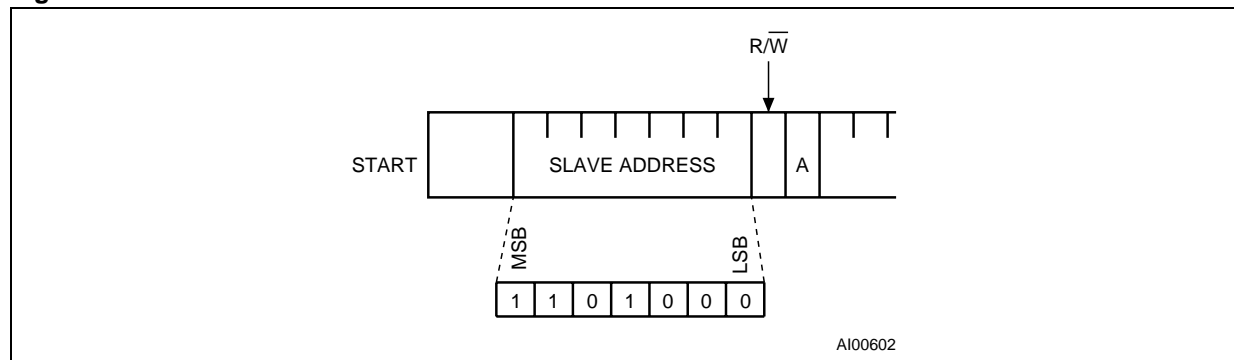 R/W̅
START
SLAVE ADDRESS
A
MSB
LSB
1 1 0 1 0 0 0
AI00602